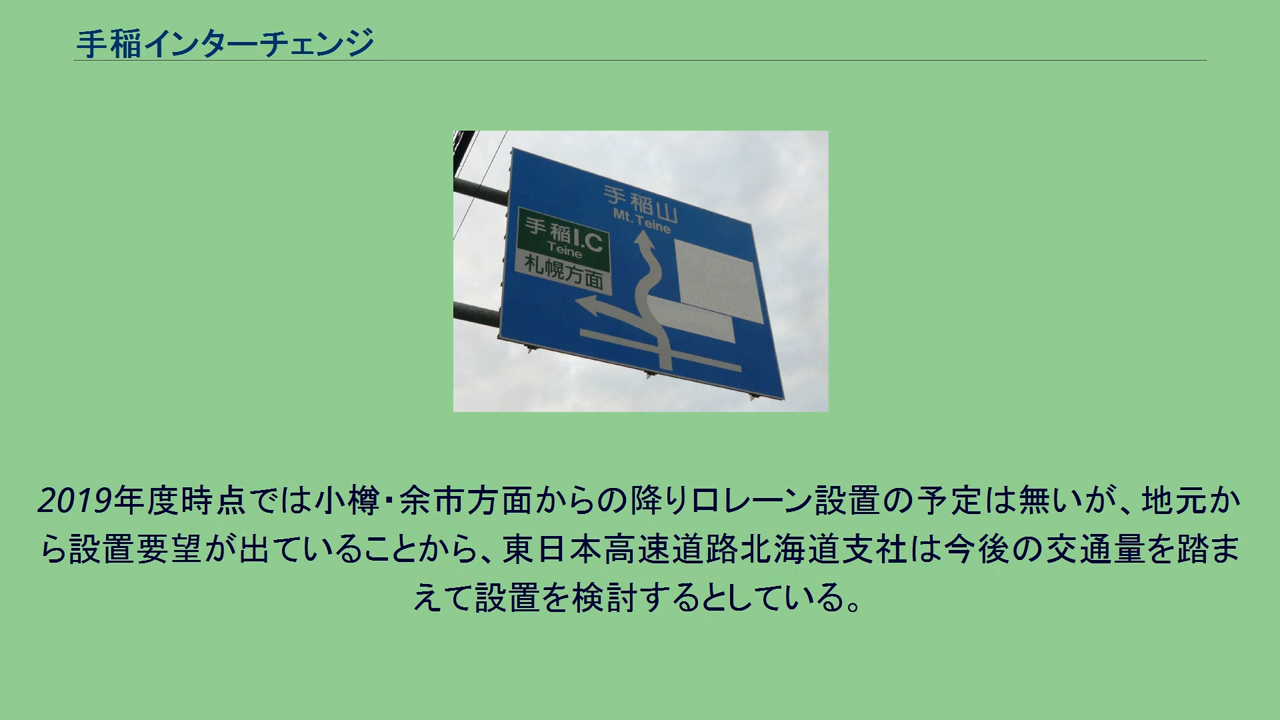 手稲インターチェンジ
手稲山
Mt. Teine
手稲I.C
Teine
札幌方面
2019年度時点では小樽・余市方面からの降り口レーン設置の予定は無いが、地元か
ら設置要望が出ていることから、東日本高速道路北海道支社は今後の交通量を踏ま
えて設置を検討するとしている。